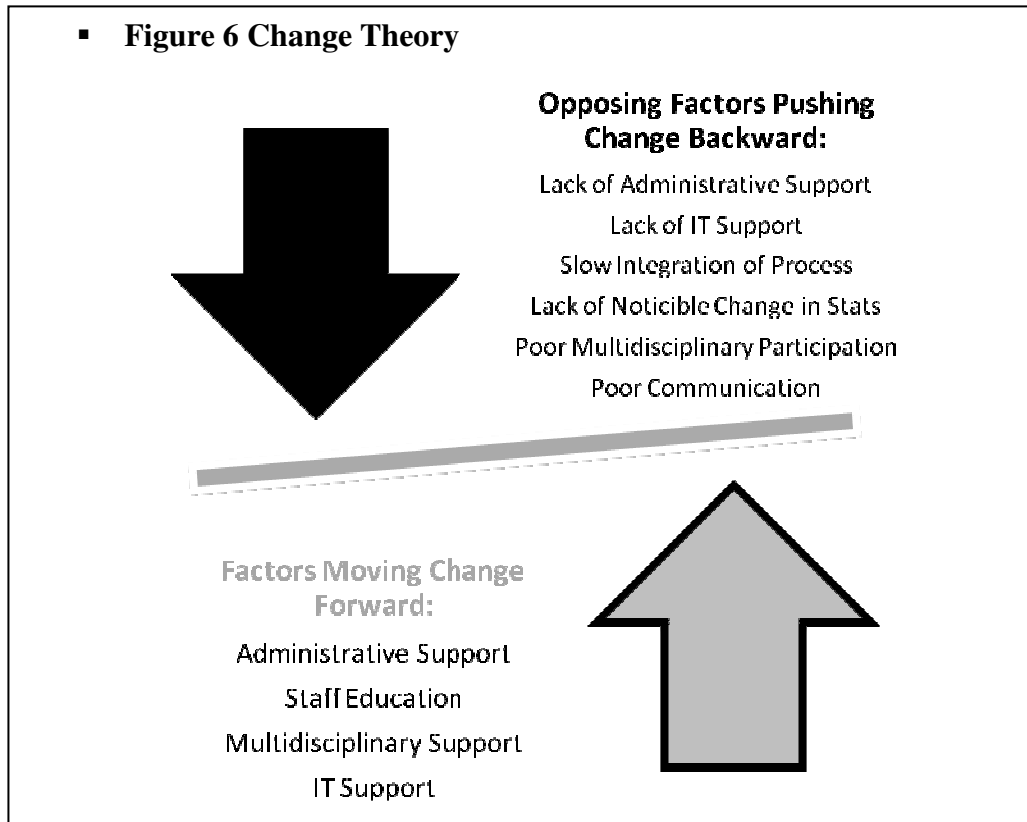 ▪ Figure 6 Change Theory
Opposing Factors Pushing
Change Backward:
Lack of Administrative Support
Lack of IT Support
Slow Integration of Process
Lack of Noticible Change in Stats
Poor Multidisciplinary Participation
Poor Communication
Factors Moving Change
Forward:
Administrative Support
Staff Education
Multidisciplinary Support
IT Support